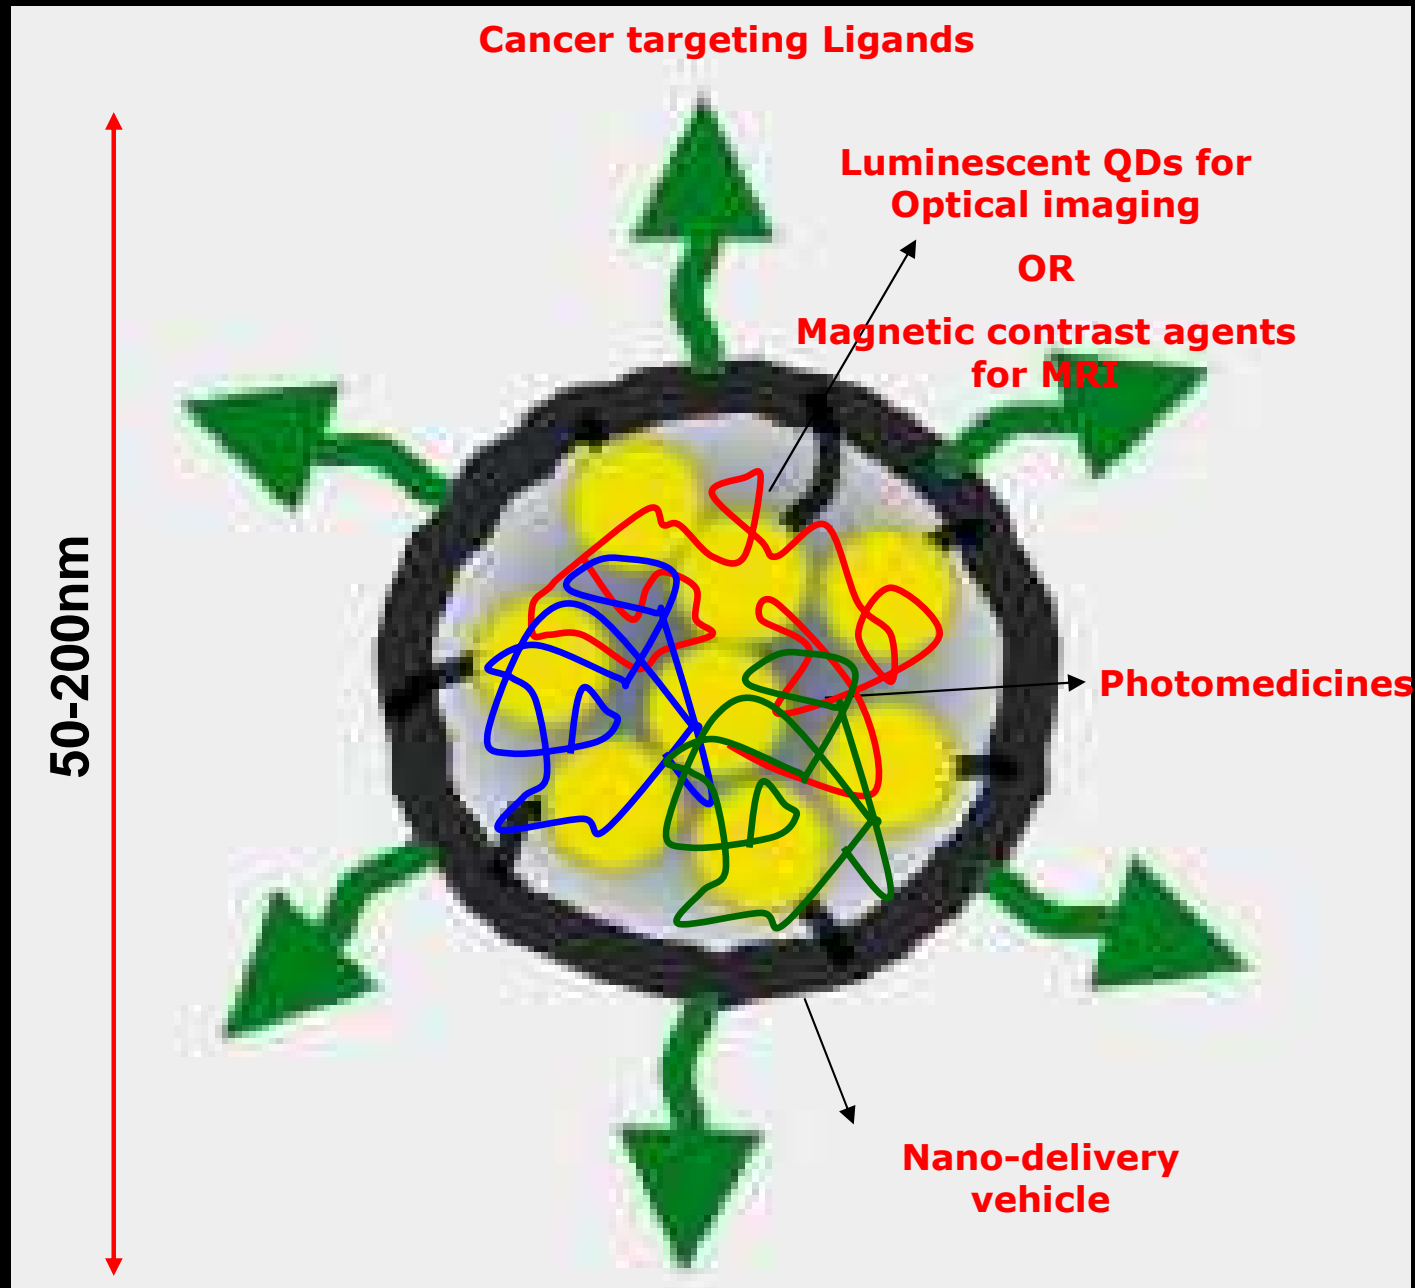 Cancer targeting Ligands
Luminescent QDs for
Optical imaging
OR
Magnetic contrast agents
for MRI
50-200nm
Photomedicines
Nano-delivery
vehicle